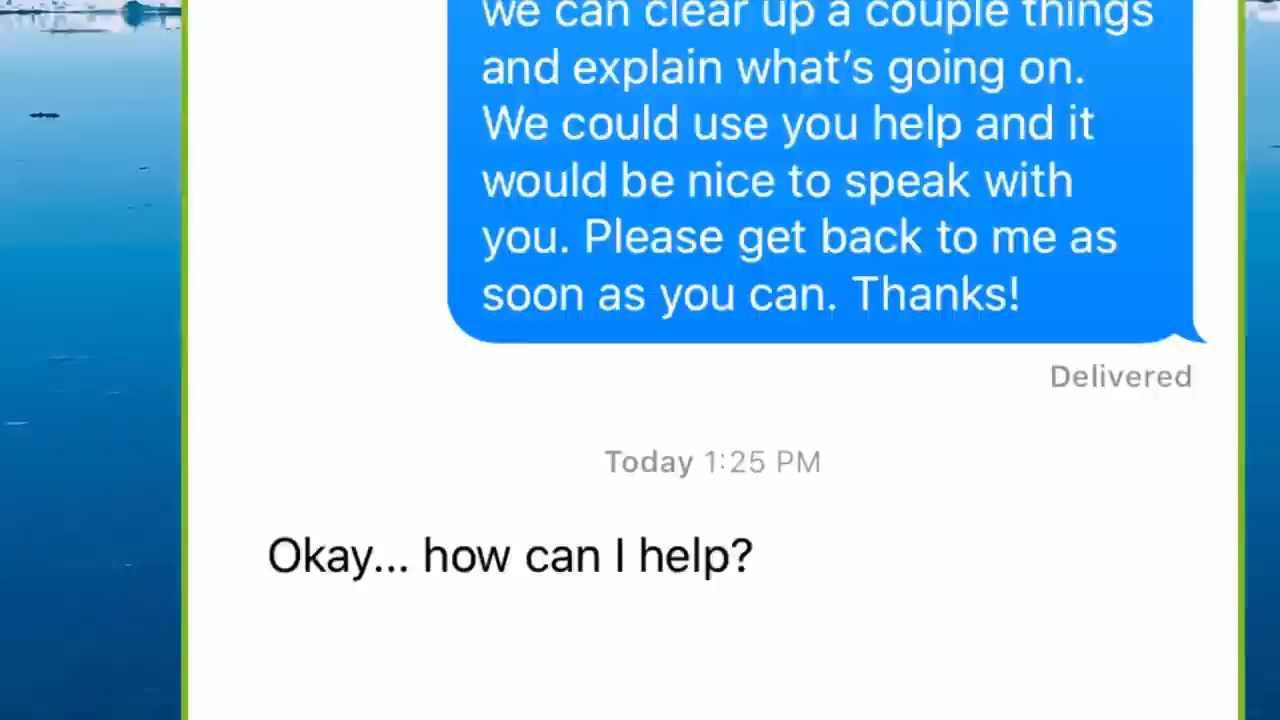 we can clear up a couple things
and explain what's going on.
We could use you help and it
would be nice to speak with
you. Please get back to me as
soon as you can. Thanks!
Delivered
Today 1:25 PM
Okay... how can I help?